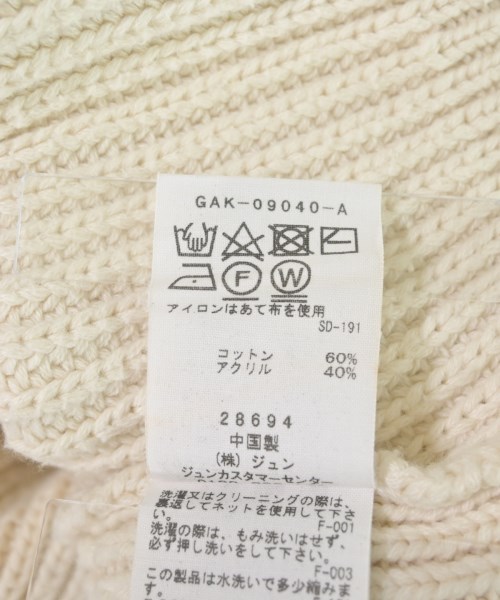 GAK-09040-A
F W
アイロンはあて布を使用
SD-191
コットン 60%
アクリル 40%
28694
中国製
(株) ジュン
ジュンカスタマーセンター
洗濯又はクリーニングの際は、
裏返してネットを使用して下さ
い。 F-001
洗濯の際は、もみ洗いはせず、
必ず押し洗いをして下さい。
F-003
この製品は水洗いで多少縮みま
す。